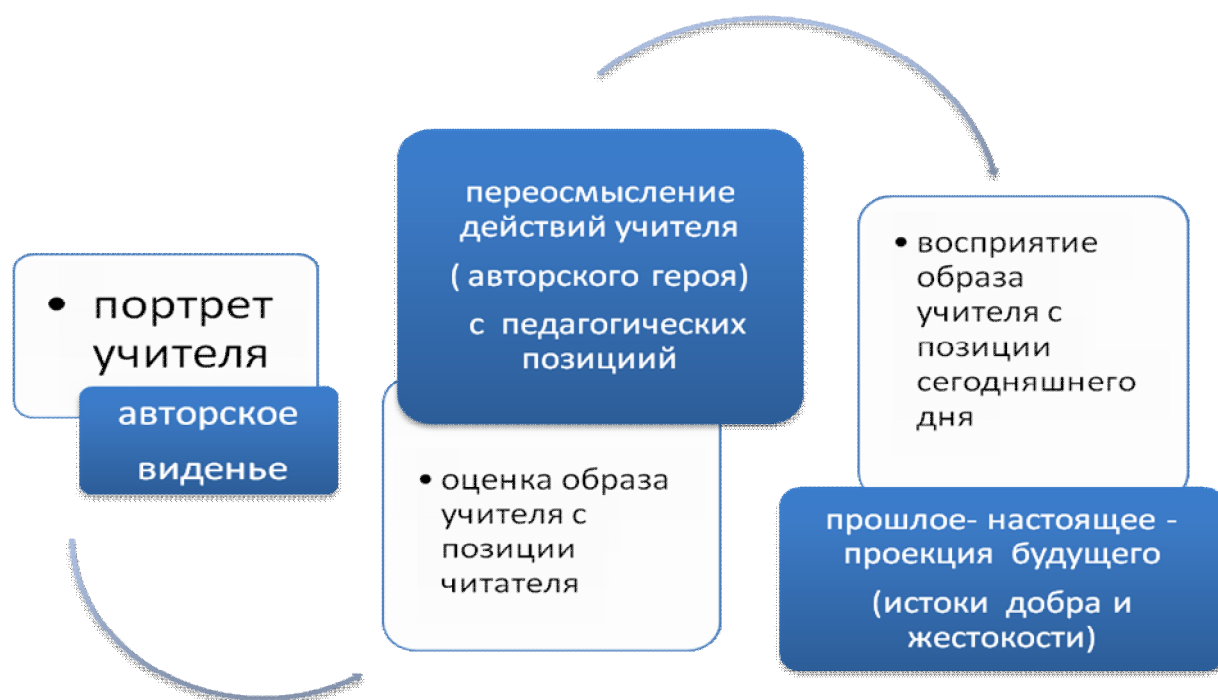 • портрет
учителя
авторское
виденье
переосмысление
действий учителя
( авторского героя)
с педагогических
позициий
• оценка образа
учителя с
позиции
читателя
• восприятие
образа
учителя с
позиции
сегодняшнего
дня
прошлое- настоящее -
проекция будущего
(истоки добра и
жестокости)